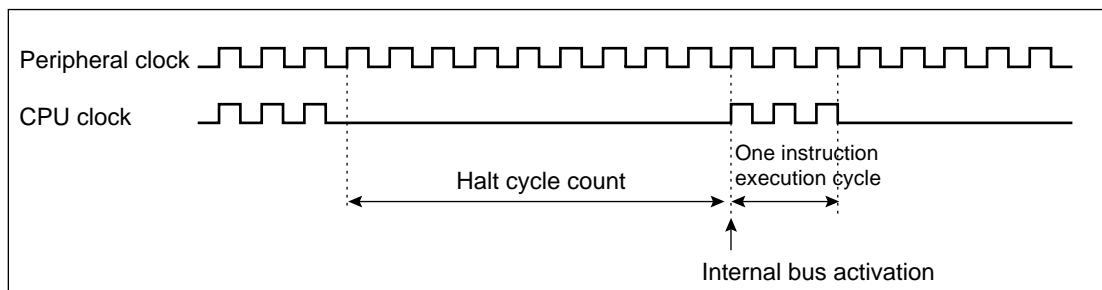 Peripheral clock
CPU clock
One instruction
execution cycle
Halt cycle count
Internal bus activation